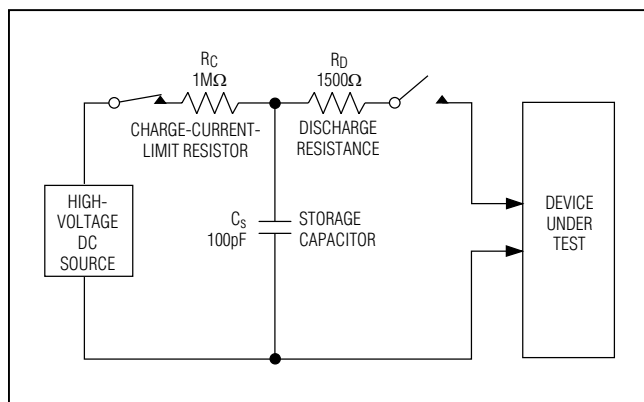 RC
1MΩ
CHARGE-CURRENT-
LIMIT RESISTOR
RD
1500Ω
DISCHARGE
RESISTANCE
HIGH-
VOLTAGE
DC
SOURCE
Cs
100pF
STORAGE
CAPACITOR
DEVICE
UNDER
TEST